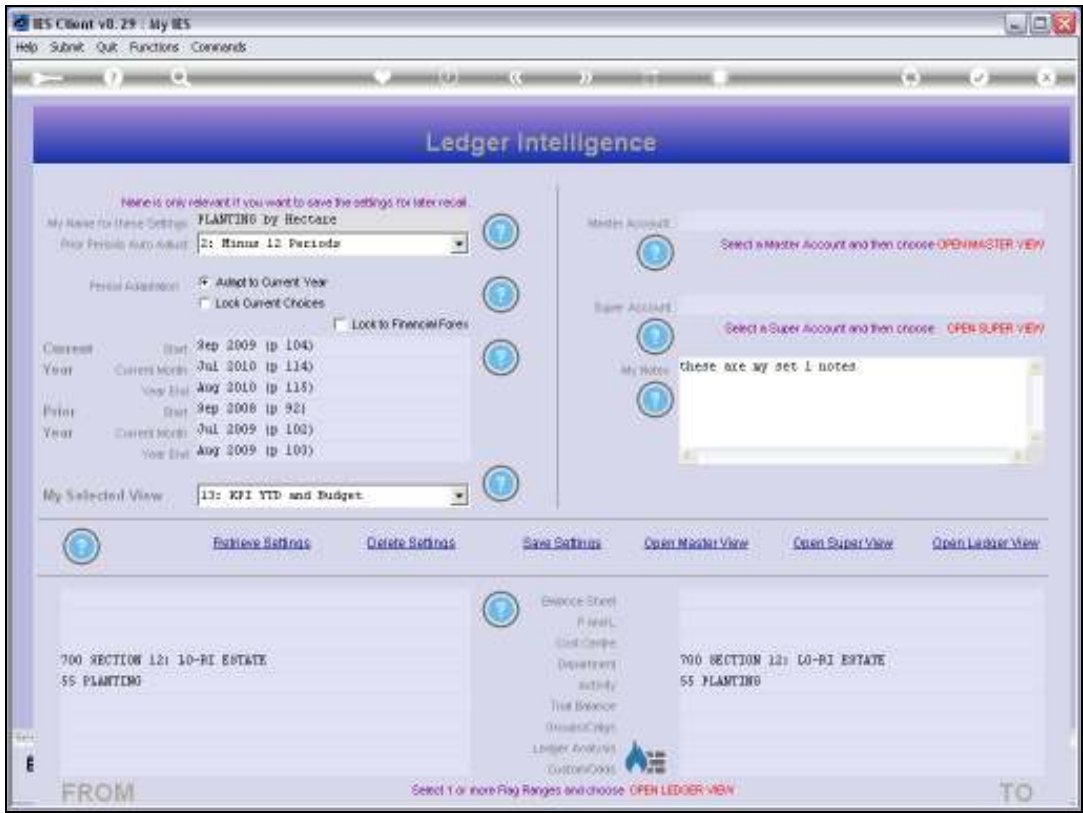 IES Client v8.29 : My IES
Help Submit Quit Functions Commands
Ledger Intelligence
Name is only relevant if you want to save the settings for later recall.
My Name for these Settings PLANTING by Hectare
Prior Periods Auto Adjust 2: Minus 12 Periods
Period Adaptation Adapt to Current Year
Lock Current Choices
Lock to Financial Forex
Current Start Sep 2009 (p 104)
Year Current Month Jul 2010 (p 114)
Year End Aug 2010 (p 115)
Prior Start Sep 2008 (p 92)
Year Current Month Jul 2009 (p 102)
Year End Aug 2009 (p 103)
My Selected View 13: KPI YTD and Budget
Master Account
Select a Master Account and then choose OPEN MASTER VIEW
Super Account
Select a Super Account and then choose OPEN SUPER VIEW
My Notes these are my set 1 notes
Retrieve Settings Delete Settings Save Settings Open Master View Open Super View Open Ledger View
Balance Sheet
P and L
Cost Centre
700 SECTION 12: LO-RI ESTATE Department 700 SECTION 12: LO-RI ESTATE
55 PLANTING Activity 55 PLANTING
Trial Balance
Ledger Analysis
Custom/Odds
FROM Select 1 or more Flag Ranges and choose OPEN LEDGER VIEW TO